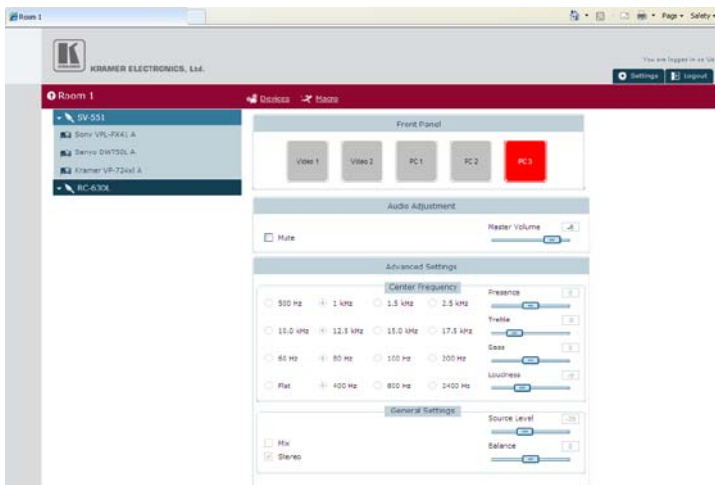 Room 1
Page
Safety
KRAMER ELECTRONICS, Ltd.
You are logged in as
Settings
Logout
Room 1
Devices
Macro
SV-551
Sony VPL-FX41 A
Sanyo DW750L A
Kramer VP-724xl A
RC-630L
Front Panel
Video 1
Video 2
PC 1
PC 2
PC 3
Audio Adjustment
Mute
Master Volume
Advanced Settings
Center Frequency
500 Hz
1 kHz
1.5 kHz
2.5 kHz
Presence
10.0 kHz
12.5 kHz
15.0 kHz
17.5 kHz
Treble
60 Hz
80 Hz
100 Hz
200 Hz
Bass
Flat
400 Hz
800 Hz
2400 Hz
Loudness
General Settings
Source Level
Mix
Stereo
Balance